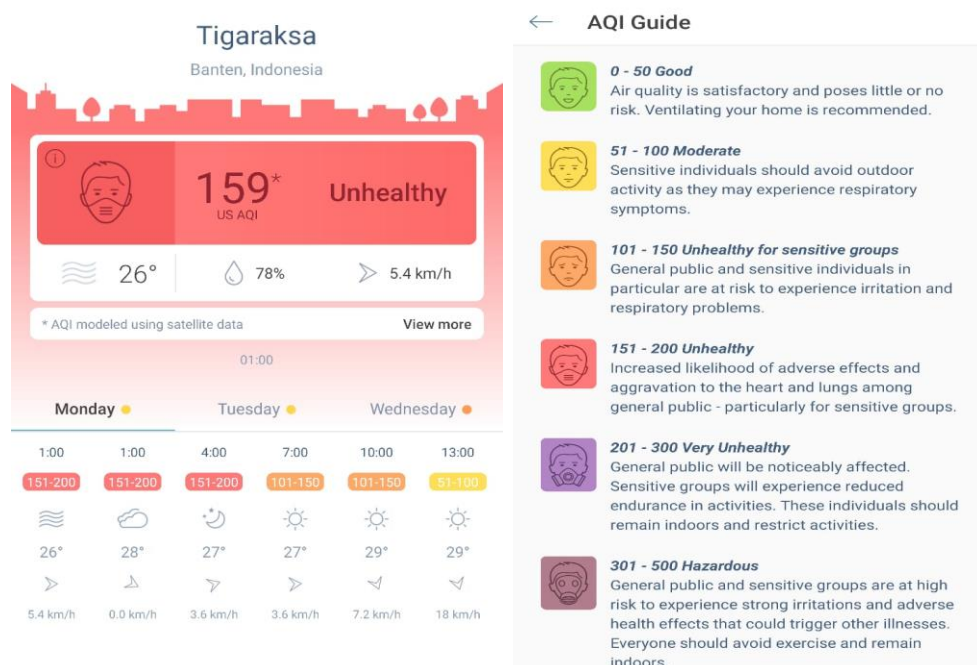 Tigaraksa
Banten, Indonesia
159*
US AQI
Unhealthy
26°
78%
5.4 km/h
* AQI modeled using satellite data
View more
01:00
Monday
Tuesday
Wednesday
1:00 1:00 4:00 7:00 10:00 13:00
151-200 151-200 151-200 101-150 101-150 51-100
26° 28° 27° 27° 29° 29°
5.4 km/h 0.0 km/h 3.6 km/h 3.6 km/h 7.2 km/h 18 km/h
AQI Guide
0 - 50 Good
Air quality is satisfactory and poses little or no
risk. Ventilating your home is recommended.
51 - 100 Moderate
Sensitive individuals should avoid outdoor
activity as they may experience respiratory
symptoms.
101 - 150 Unhealthy for sensitive groups
General public and sensitive individuals in
particular are at risk to experience irritation and
respiratory problems.
151 - 200 Unhealthy
Increased likelihood of adverse effects and
aggravation to the heart and lungs among
general public - particularly for sensitive groups.
201 - 300 Very Unhealthy
General public will be noticeably affected.
Sensitive groups will experience reduced
endurance in activities. These individuals should
remain indoors and restrict activities.
301 - 500 Hazardous
General public and sensitive groups are at high
risk to experience strong irritations and adverse
health effects that could trigger other illnesses.
Everyone should avoid exercise and remain
indoors